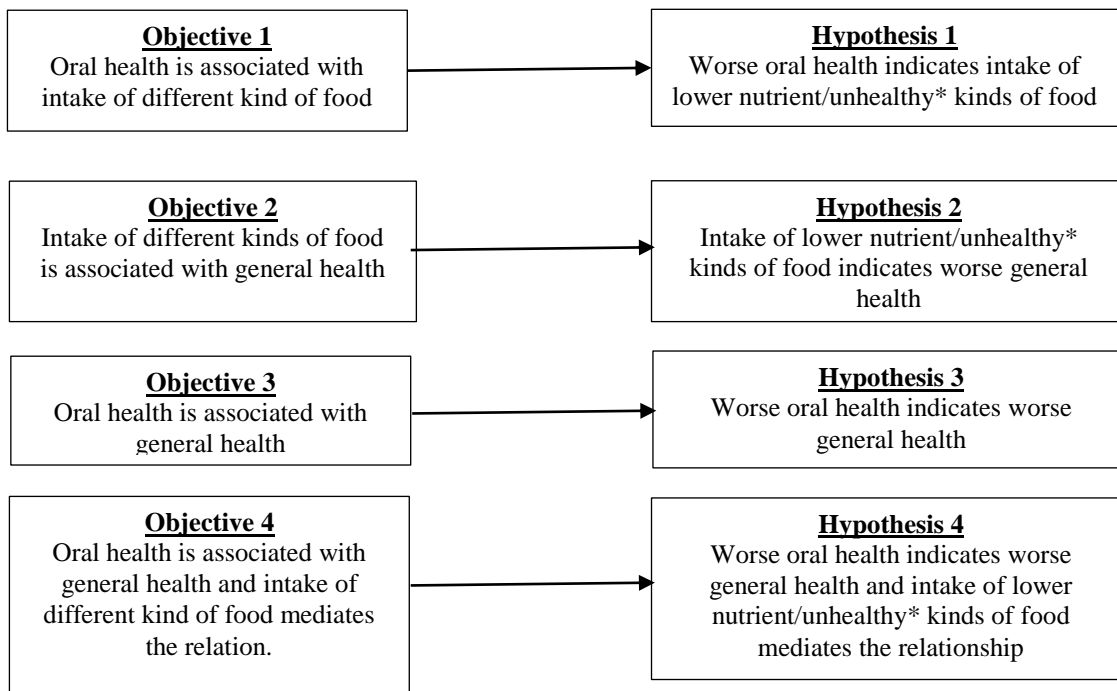 Objective 1
Oral health is associated with
intake of different kind of food
Hypothesis 1
Worse oral health indicates intake of
lower nutrient/unhealthy* kinds of food
Objective 2
Intake of different kinds of food
is associated with general health
Hypothesis 2
Intake of lower nutrient/unhealthy*
kinds of food indicates worse general
health
Objective 3
Oral health is associated with
general health
Hypothesis 3
Worse oral health indicates worse
general health
Objective 4
Oral health is associated with
general health and intake of
different kind of food mediates
the relation.
Hypothesis 4
Worse oral health indicates worse
general health and intake of lower
nutrient/unhealthy* kinds of food
mediates the relationship